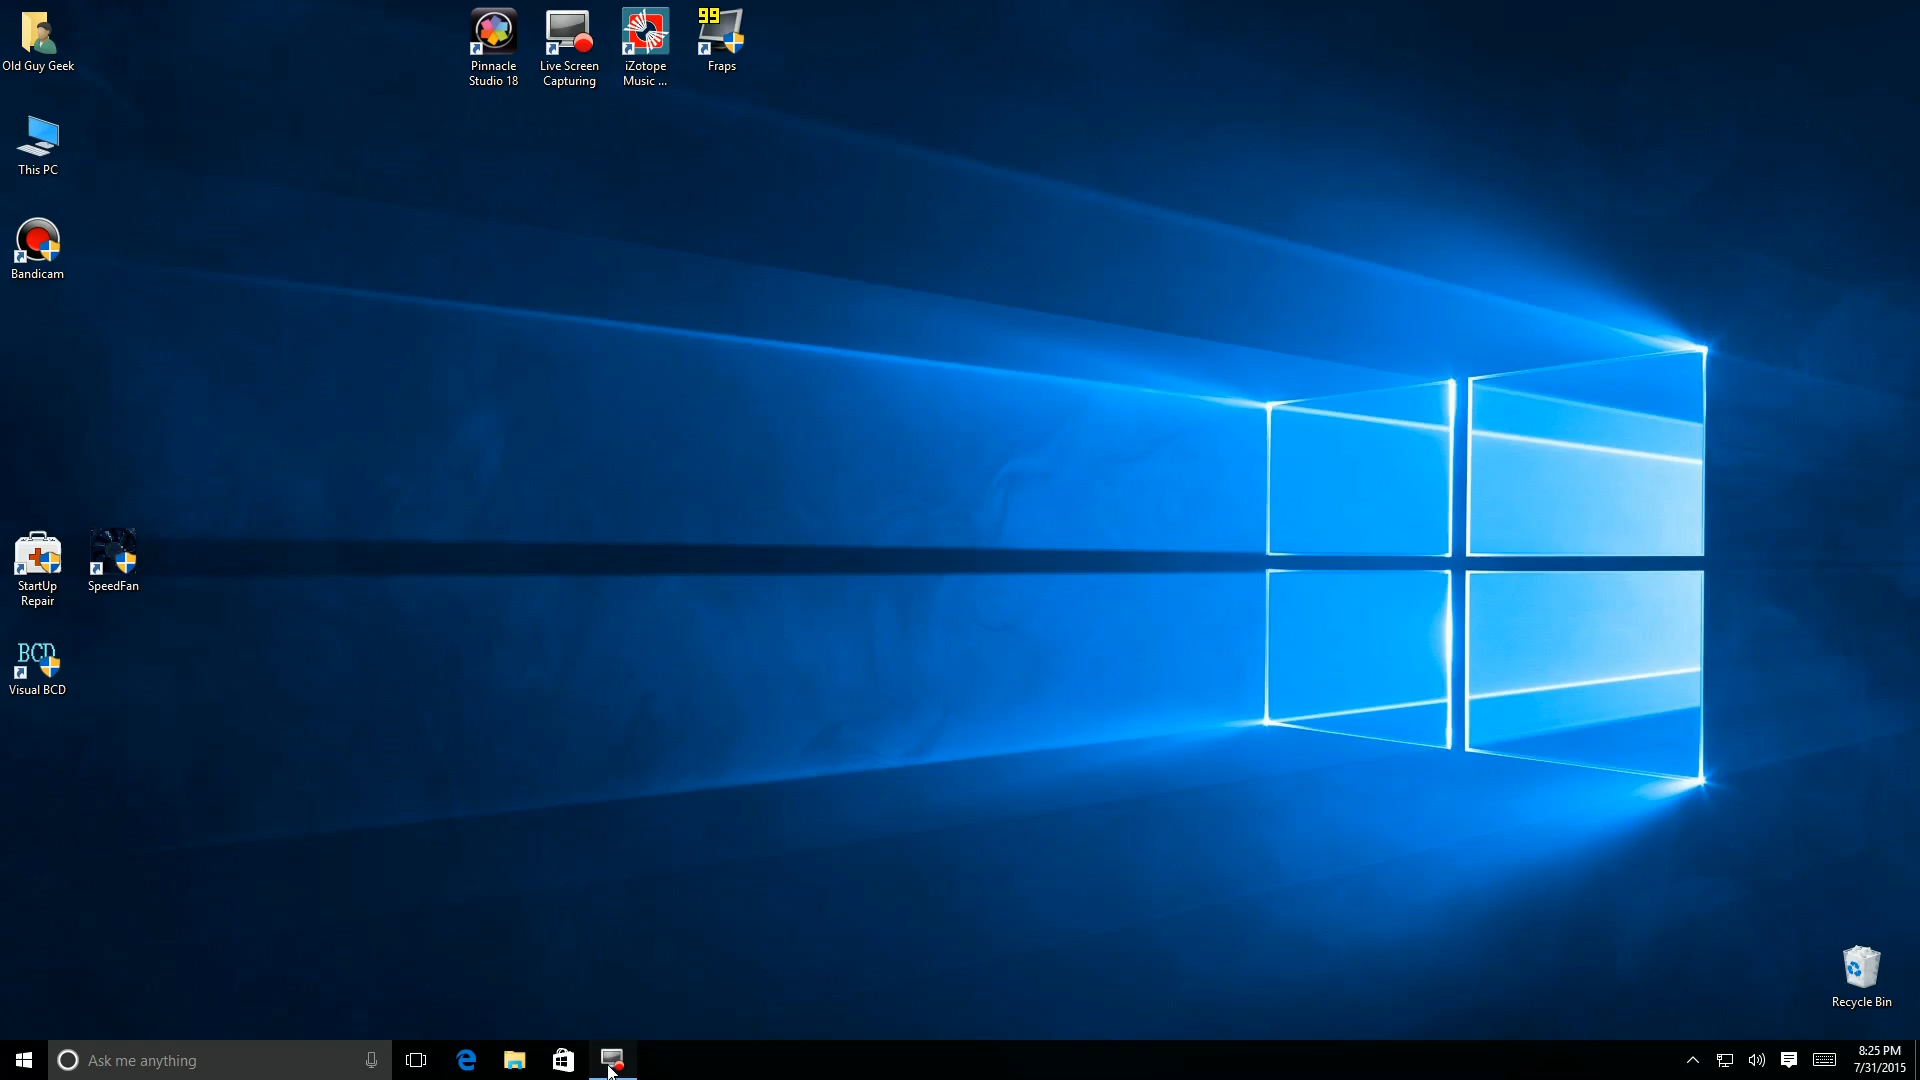 Old Guy Geek
This PC
Bandicam
StartUp
Repair
SpeedFan
BCD
Visual BCD
Pinnacle
Studio 18
Live Screen
Capturing
iZotope
Music ...
99
Fraps
Recycle Bin
Ask me anything
8:25 PM
7/31/2015